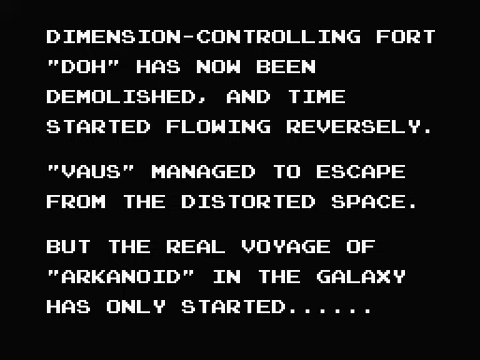 DIMENSION-CONTROLLING FORT
"DOH" HAS NOW BEEN
DEMOLISHED, AND TIME
STARTED FLOWING REVERSELY.
"VAUS" MANAGED TO ESCAPE
FROM THE DISTORTED SPACE.
BUT THE REAL VOYAGE OF
"ARKANOID" IN THE GALAXY
HAS ONLY STARTED......